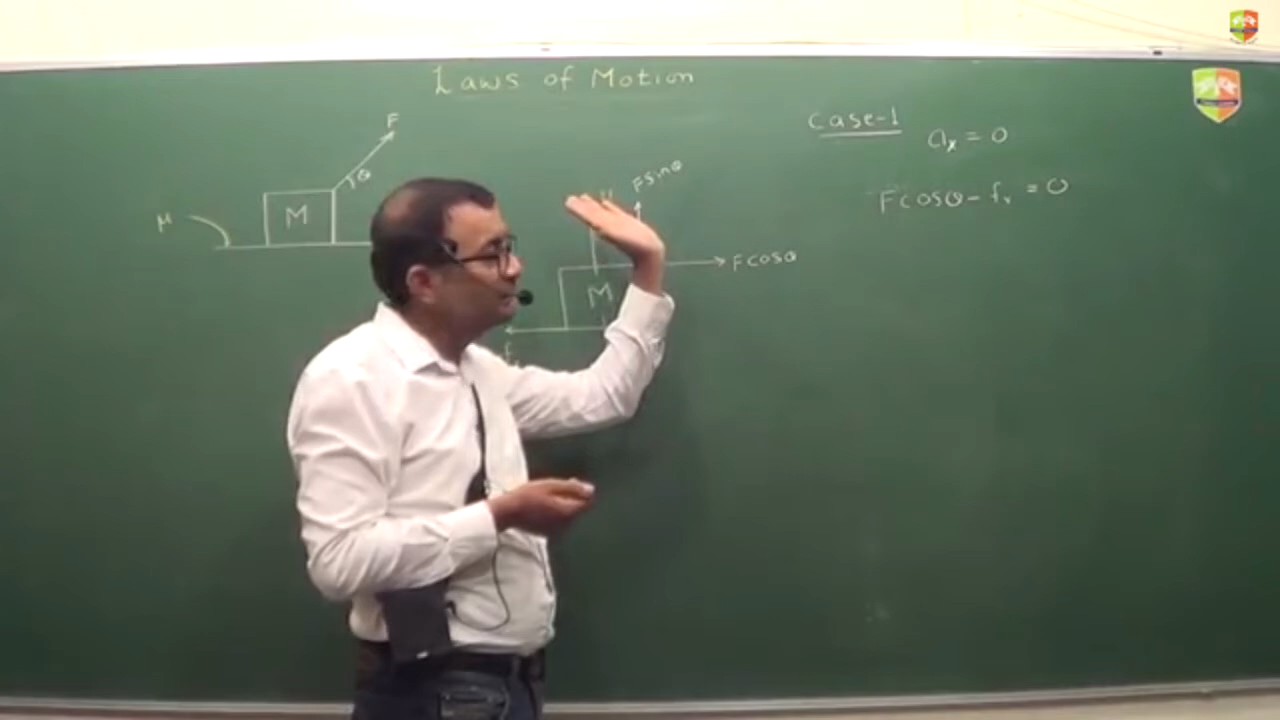 Laws of Motion
F
θ
M
μ
Fsinθ
Fcosθ
M
Case-1
aₓ = 0
Fcosθ - fᵣ = 0